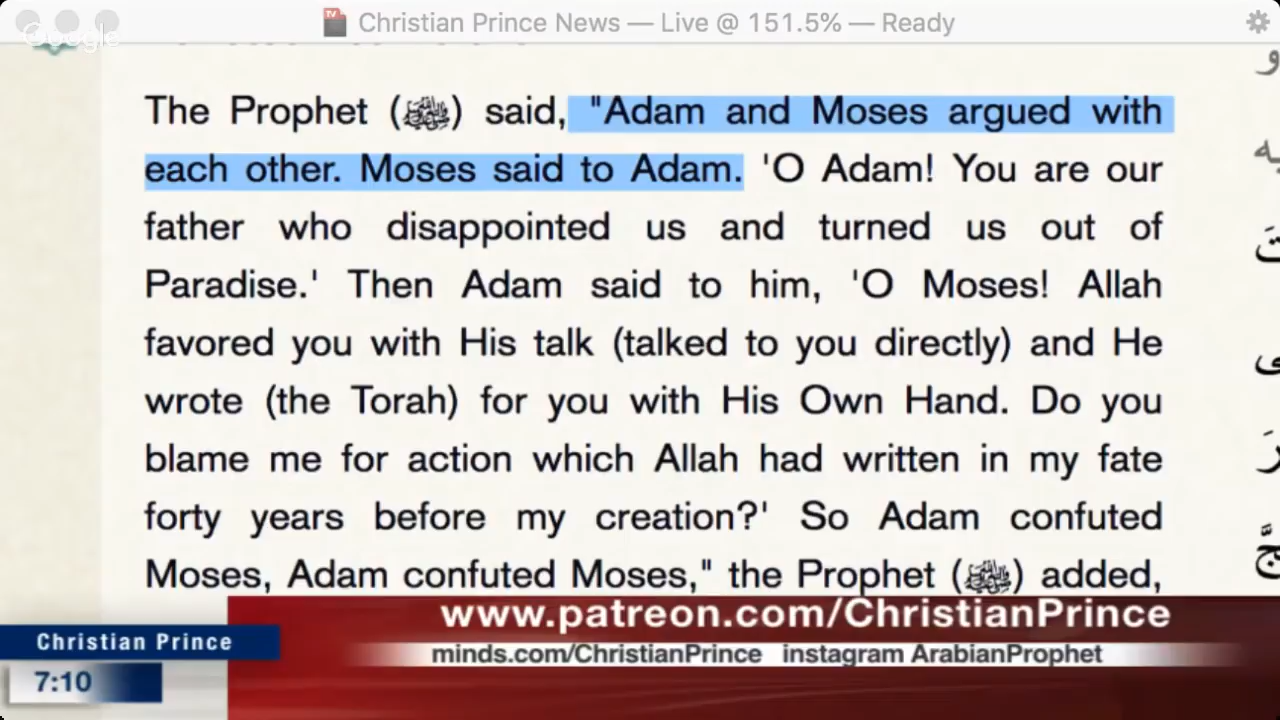 Christian Prince News — Live @ 151.5% — Ready
Google
The Prophet (ﷺ) said, "Adam and Moses argued with
each other. Moses said to Adam. 'O Adam! You are our
father who disappointed us and turned us out of
Paradise.' Then Adam said to him, 'O Moses! Allah
favored you with His talk (talked to you directly) and He
wrote (the Torah) for you with His Own Hand. Do you
blame me for action which Allah had written in my fate
forty years before my creation?' So Adam confuted
Moses, Adam confuted Moses," the Prophet (ﷺ) added,
www.patreon.com/ChristianPrince
Christian Prince
minds.com/ChristianPrince instagram ArabianProphet
7:10